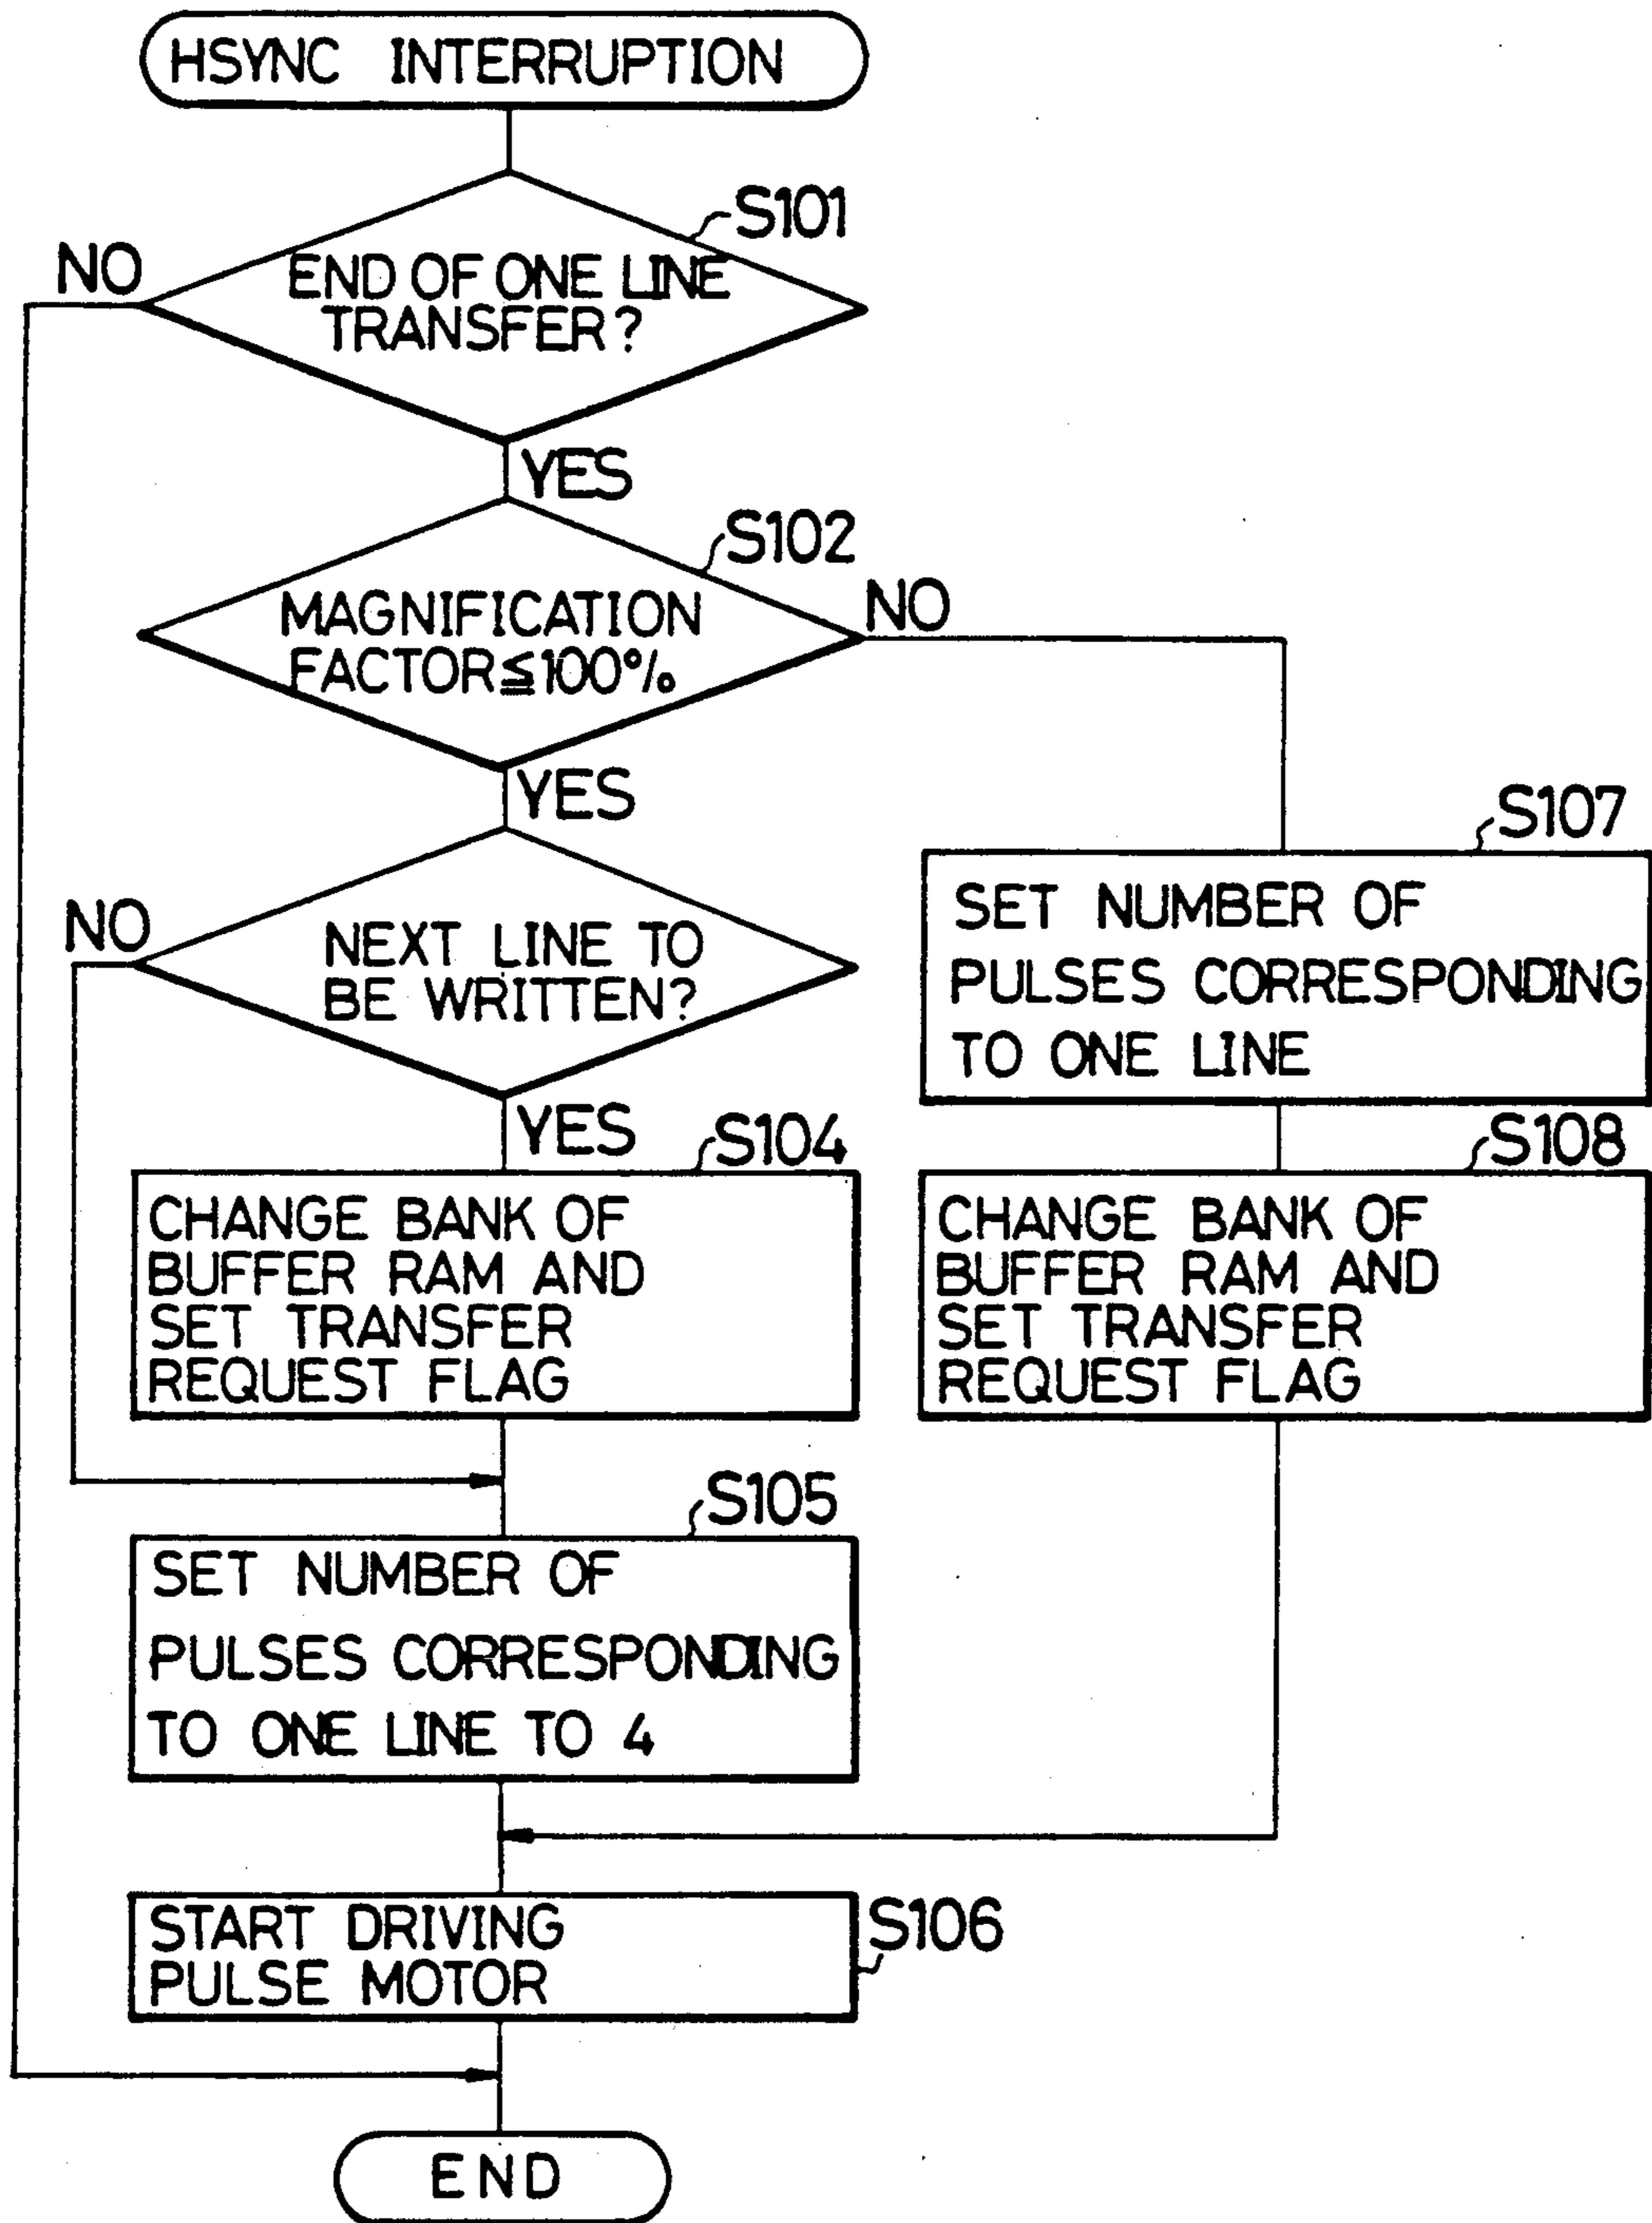 HSYNC INTERRUPTION
S101
NO
END OF ONE LINE
TRANSFER?
YES
S102
MAGNIFICATION
FACTOR≦100%
NO
YES
NEXT LINE TO
BE WRITTEN?
NO
YES
S107
SET NUMBER OF
PULSES CORRESPONDING
TO ONE LINE
S104
CHANGE BANK OF
BUFFER RAM AND
SET TRANSFER
REQUEST FLAG
S108
CHANGE BANK OF
BUFFER RAM AND
SET TRANSFER
REQUEST FLAG
S105
SET NUMBER OF
PULSES CORRESPONDING
TO ONE LINE TO 4
START DRIVING
PULSE MOTOR
S106
END